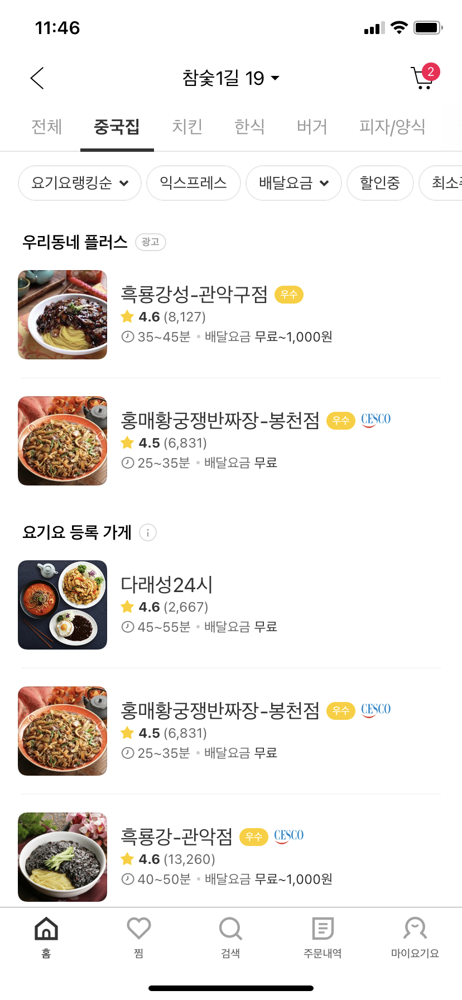 11:46
참숯1길 19
2
전체 중국집 치킨 한식 버거 피자/양식
요기요랭킹순 익스프레스 배달요금 할인중 최소
우리동네 플러스 광고
흑룡강성-관악구점 우수
4.6 (8,127)
35~45분 • 배달요금 무료~1,000원
홍매황궁쟁반짜장-봉천점 우수 CESCO
4.5 (6,831)
25~35분 • 배달요금 무료
요기요 등록 가게 i
다래성24시
4.6 (2,667)
45~55분 • 배달요금 무료
홍매황궁쟁반짜장-봉천점 우수 CESCO
4.5 (6,831)
25~35분 • 배달요금 무료
흑룡강-관악점 우수 CESCO
4.6 (13,260)
40~50분 • 배달요금 무료~1,000원
홈 찜 검색 주문내역 마이요기요